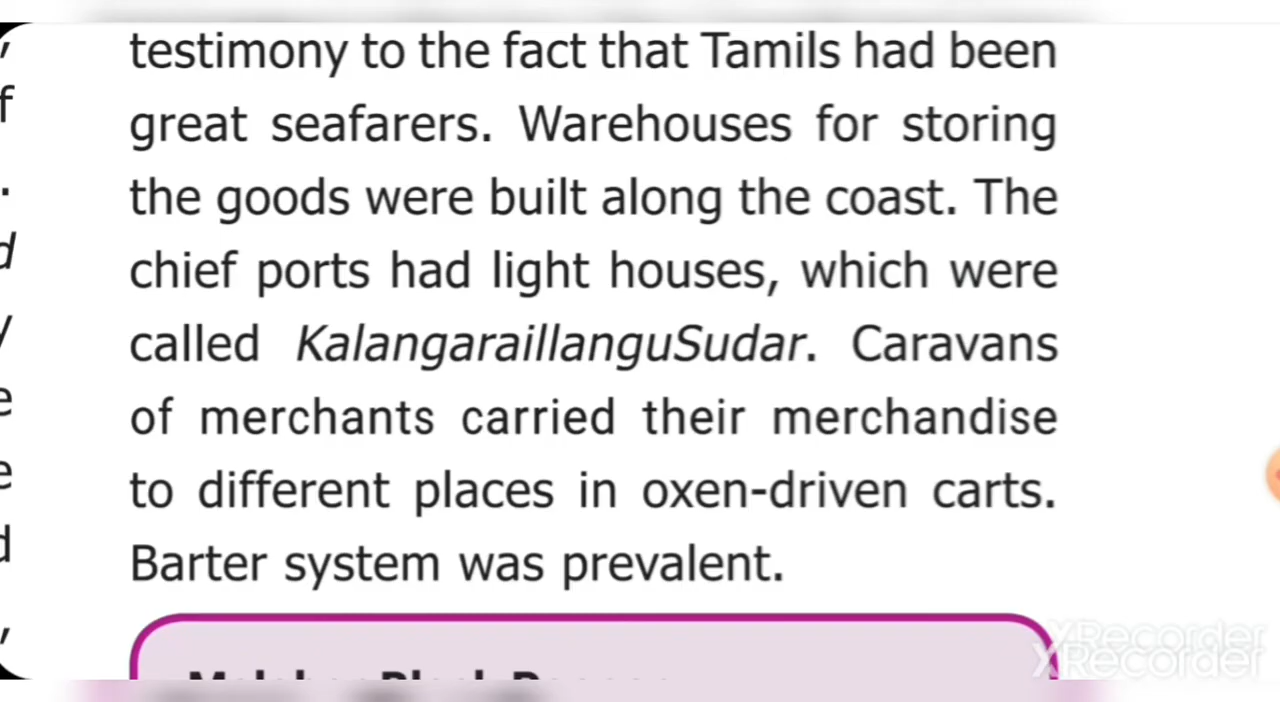 testimony to the fact that Tamils had been
great seafarers. Warehouses for storing
the goods were built along the coast. The
chief ports had light houses, which were
called KalangaraillanguSudar. Caravans
of merchants carried their merchandise
to different places in oxen-driven carts.
Barter system was prevalent.
XRecorder
XRecorder